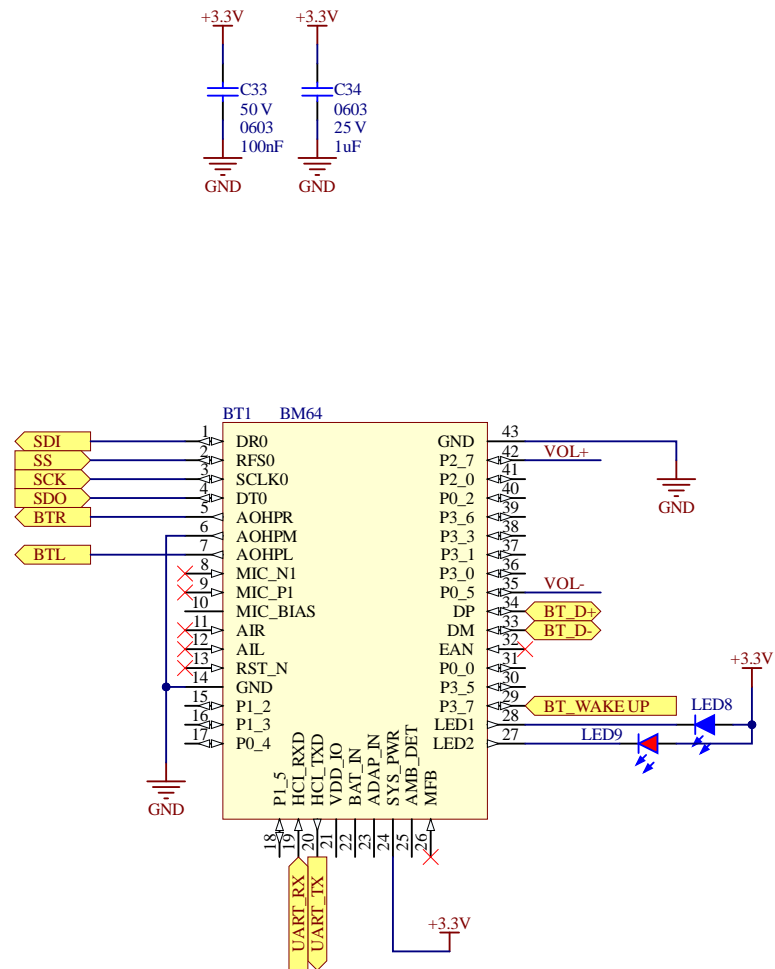 +3.3V +3.3V
C33 C34
50 V 0603
0603 25 V
100nF 1uF
GND GND
BT1 BM64
SDI 1 DR0 GND 43
SS 2 RFS0 P2_7 42 VOL+
SCK 3 SCLK0 P2_0 41
SDO 4 DT0 P0_2 40
BTR 5 AOHPR P3_6 39
6 AOHPM P3_3 38
BTL 7 AOHPL P3_1 37
8 MIC_N1 P3_0 36
9 MIC_P1 P0_5 35 VOL-
10 MIC_BIAS DP 34 BT_D+
11 AIR DM 33 BT_D-
12 AIL EAN 32
13 RST_N P0_0 31
14 GND P3_5 30
15 P1_2 P3_7 29 BT_WAKE UP
16 P1_3 LED1 28 LED8
17 P0_4 LED2 27 LED9
GND
+3.3V
GND
P1_5 HCI_RXD HCI_TXD VDD_IO BAT_IN ADAP_IN SYS_PWR AMB_DET MFB
18 19 20 21 22 23 24 25 26
UART_RX UART_TX
+3.3V